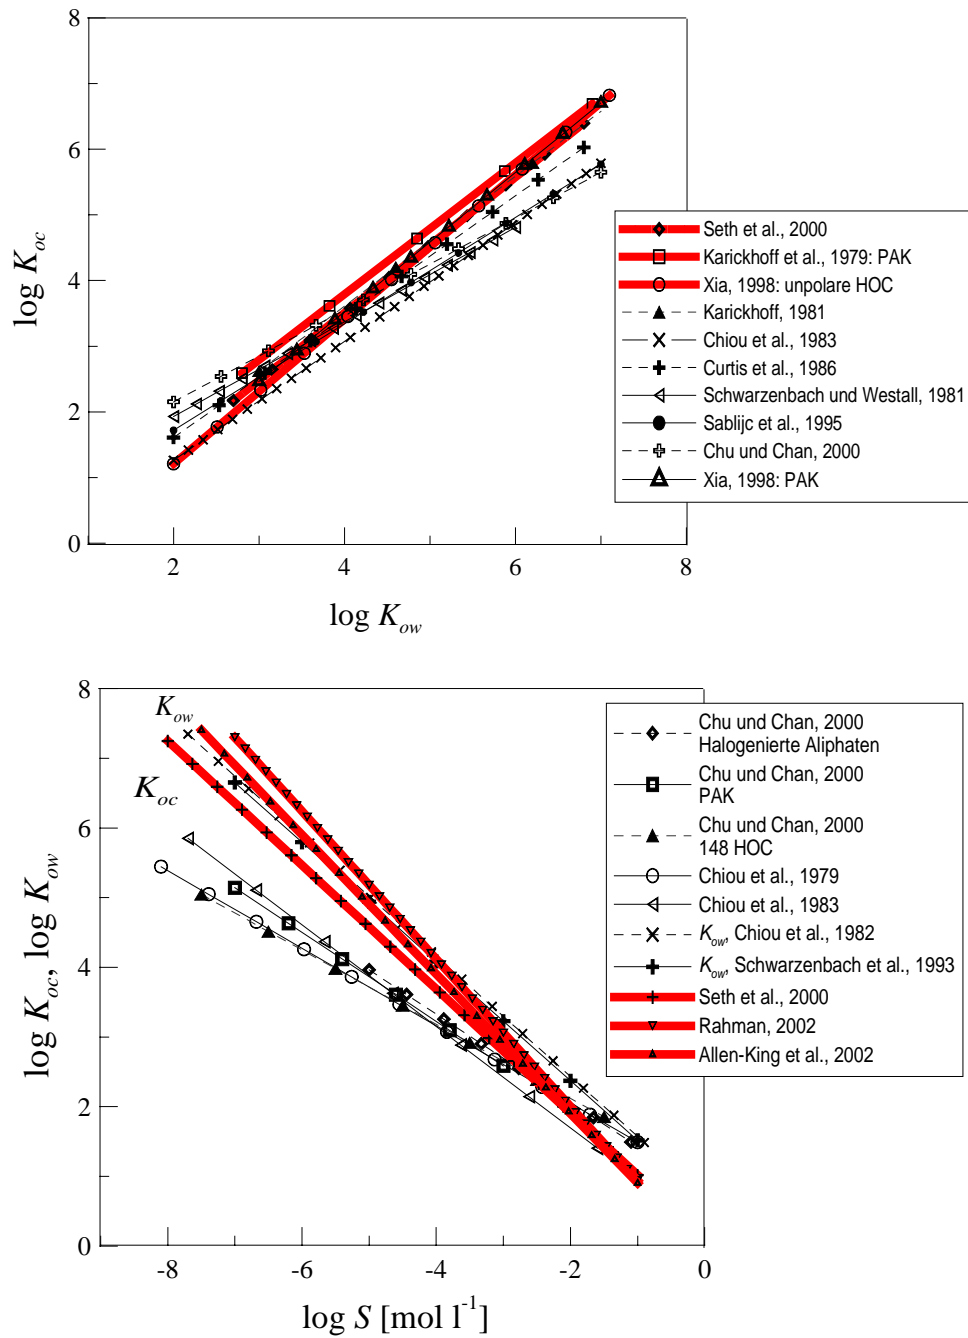 8
6
4
2
0
log Koc
2
4
6
8
log Kow
Seth et al., 2000
Karickhoff et al., 1979: PAK
Xia, 1998: unpolare HOC
Karickhoff, 1981
Chiou et al., 1983
Curtis et al., 1986
Schwarzenbach und Westall, 1981
Sablijc et al., 1995
Chu und Chan, 2000
Xia, 1998: PAK
8
6
4
2
0
log Koc, log Kow
Kow
Koc
-8
-6
-4
-2
0
log S [mol l-1]
Chu und Chan, 2000
Halogenierte Aliphaten
Chu und Chan, 2000
PAK
Chu und Chan, 2000
148 HOC
Chiou et al., 1979
Chiou et al., 1983
Kow, Chiou et al., 1982
Kow, Schwarzenbach et al., 1993
Seth et al., 2000
Rahman, 2002
Allen-King et al., 2002